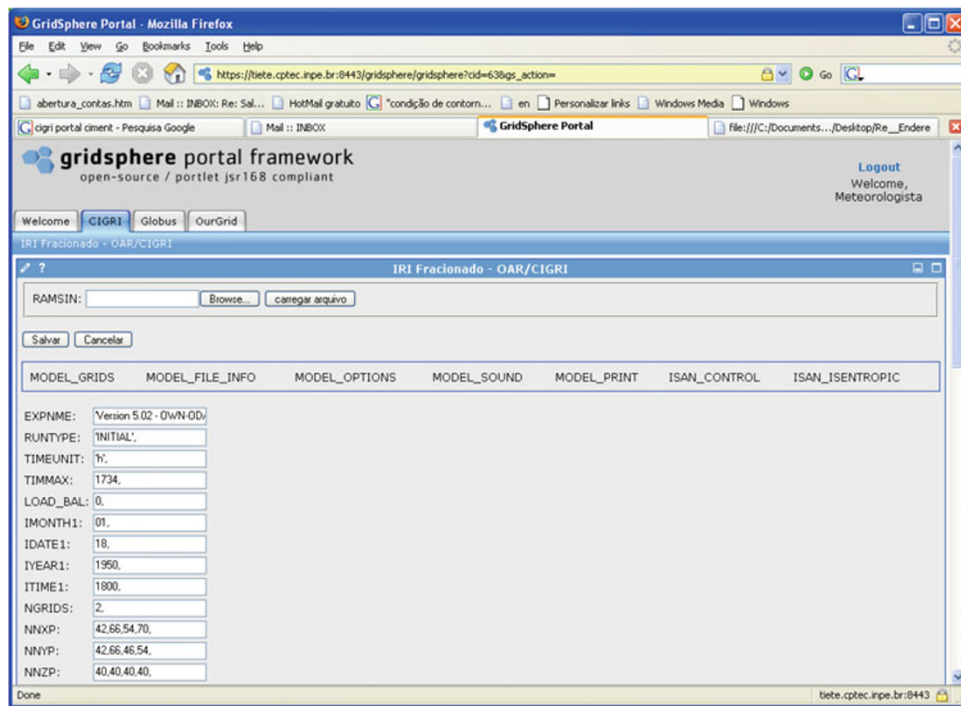 GridSphere Portal - Mozilla Firefox
File Edit View Go Bookmarks Tools Help
https://tiete.cptec.inpe.br:8443/gridsphere/gridsphere?cid=63&gs_action= Go
abertura_contas.htm Mail :: INBOX: Re: Sal... HotMail gratuito "condição de contorn... en Personalizar links Windows Media Windows
cigri portal ciment - Pesquisa Google Mail :: INBOX GridSphere Portal file:///C:/Documents.../Desktop/Re__Endere
gridsphere portal framework
open-source / portlet jsr168 compliant
Logout
Welcome,
Meteorologista
Welcome CIGRI Globus OurGrid
IRI Fracionado - OAR/CIGRI
? IRI Fracionado - OAR/CIGRI
RAMSIN: Browse... carregar arquivo
Salvar Cancelar
MODEL_GRIDS MODEL_FILE_INFO MODEL_OPTIONS MODEL_SOUND MODEL_PRINT ISAN_CONTROL ISAN_ISENTROPIC
EXPNME: 'Version 5.02 - OWN-ODA
RUNTYPE: 'INITIAL',
TIMEUNIT: 'h',
TIMMAX: 1734,
LOAD_BAL: 0,
IMONTH1: 01,
IDATE1: 18,
IYEAR1: 1950,
ITIME1: 1800,
NGRIDS: 2,
NNXP: 42,66,54,70,
NNYP: 42,66,46,54,
NNZP: 40,40,40,40,
Done tiete.cptec.inpe.br:8443